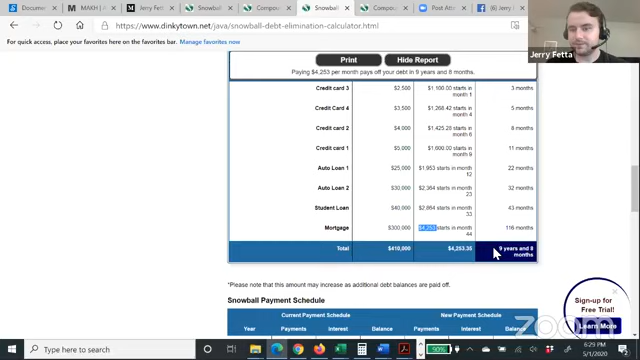 Documen
MAKH
Jerry Fett
Compou
Snowball
Compou
Post Att
(Jerry
https://www.dinkytown.net/java/snowball-debt-elimination-calculator.html
For quick access, place your favorites here on the favorites bar. Manage favorites now
Jerry Fetta
Print Hide Report
Paying $4,253 per month pays off your debt in 9 years and 8 months.
Credit card 3 $2,500 $1,100.00 starts in month 1 3 months
Credit card 4 $3,500 $1,266.42 starts in month 4 5 months
Credit card 2 $4,000 $1,425.28 starts in month 6 8 months
Credit card 1 $5,000 $1,600.00 starts in month 9 11 months
Auto Loan 1 $25,000 $1,953 starts in month 12 22 months
Auto Loan 2 $30,000 $2,364 starts in month 23 32 months
Student Loan $40,000 $2,864 starts in month 33 43 months
Mortgage $300,000 $4,253 starts in month 44 116 months
Total $410,000 $4,253.35 9 years and 8 months
*Please note that this amount may increase as additional debt balances are paid off.
Snowball Payment Schedule
Current Payment Schedule New Payment Schedule
Year Payments Interest Balance Payments Interest Balance
Sign-up for Free Trial!
Learn More
zoom
Type here to search
90%
6:29 PM
5/1/2020